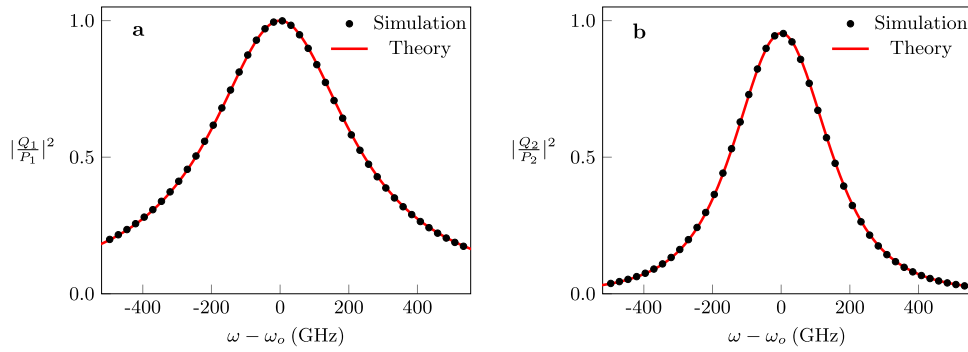 a
Simulation
Theory
1.0
0.5
0.0
|Q₁/P₁|²
-400 -200 0 200 400
ω − ωₒ (GHz)
b
Simulation
Theory
1.0
0.5
0.0
|Q₂/P₂|²
-400 -200 0 200 400
ω − ωₒ (GHz)